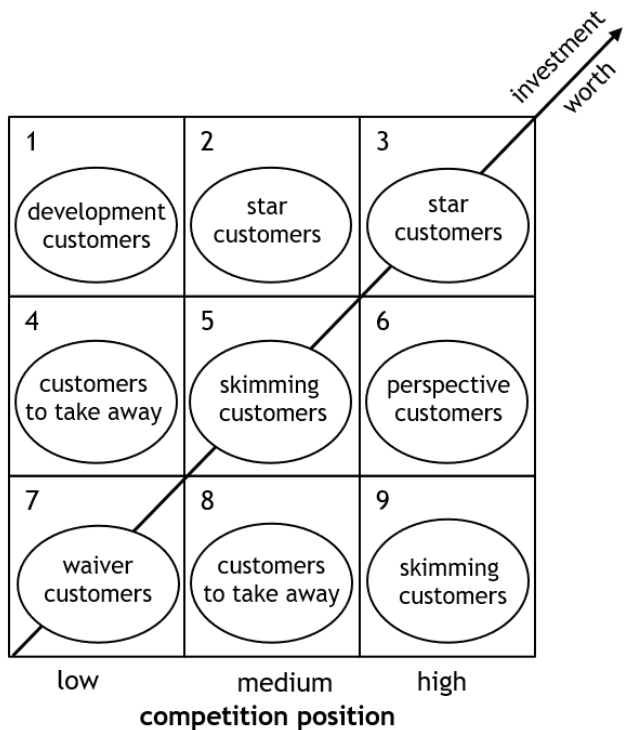 investment
worth
1
development
customers
2
star
customers
3
star
customers
4
customers
to take away
5
skimming
customers
6
perspective
customers
7
waiver
customers
8
customers
to take away
9
skimming
customers
low
medium
high
competition position